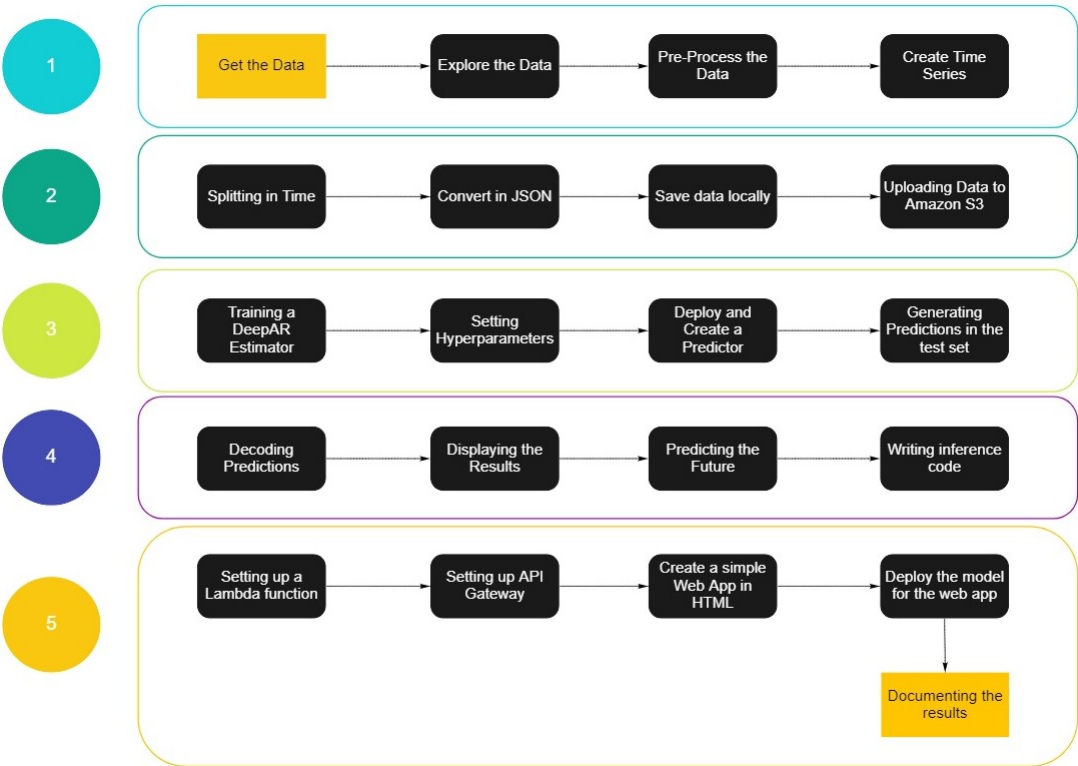 1
Get the Data
Explore the Data
Pre-Process the
Data
Create Time
Series
2
Splitting in Time
Convert in JSON
Save data locally
Uploading Data to
Amazon S3
3
Training a
DeepAR
Estimator
Setting
Hyperparameters
Deploy and
Create a
Predictor
Generating
Predictions in the
test set
4
Decoding
Predictions
Displaying the
Results
Predicting the
Future
Writing inference
code
5
Setting up a
Lambda function
Setting up API
Gateway
Create a simple
Web App in
HTML
Deploy the model
for the web app
Documenting the
results